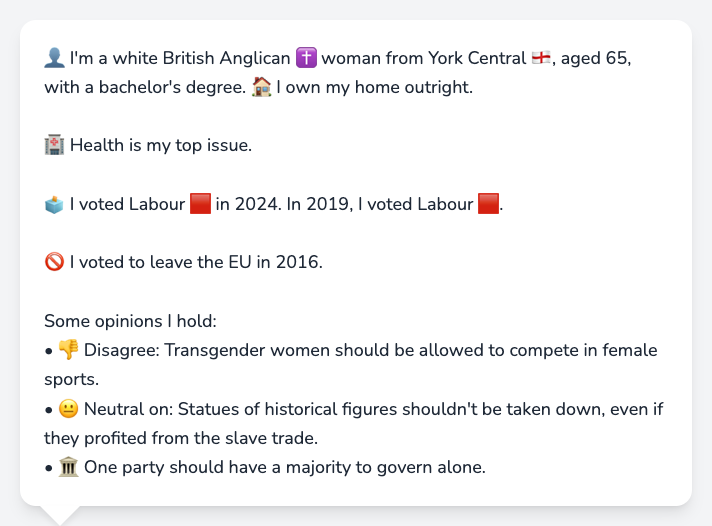 👤 I'm a white British Anglican ✝️ woman from York Central 🏴󠁧󠁢󠁥󠁮󠁧󠁿, aged 65,
with a bachelor's degree. 🏠 I own my home outright.
🏥 Health is my top issue.
🗳️ I voted Labour 🟥 in 2024. In 2019, I voted Labour 🟥.
🚫 I voted to leave the EU in 2016.
Some opinions I hold:
• 👎 Disagree: Transgender women should be allowed to compete in female
sports.
• 😐 Neutral on: Statues of historical figures shouldn't be taken down, even if
they profited from the slave trade.
• 🏛️ One party should have a majority to govern alone.